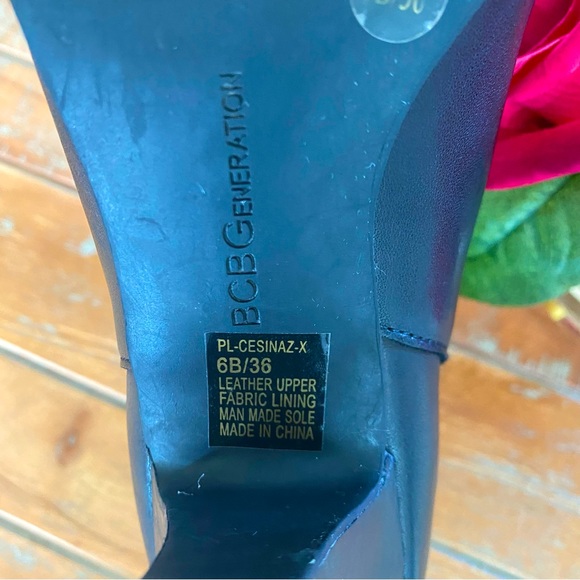 BCBGENERATION
PL-CESINAZ-X
6B/36
LEATHER UPPER
FABRIC LINING
MAN MADE SOLE
MADE IN CHINA